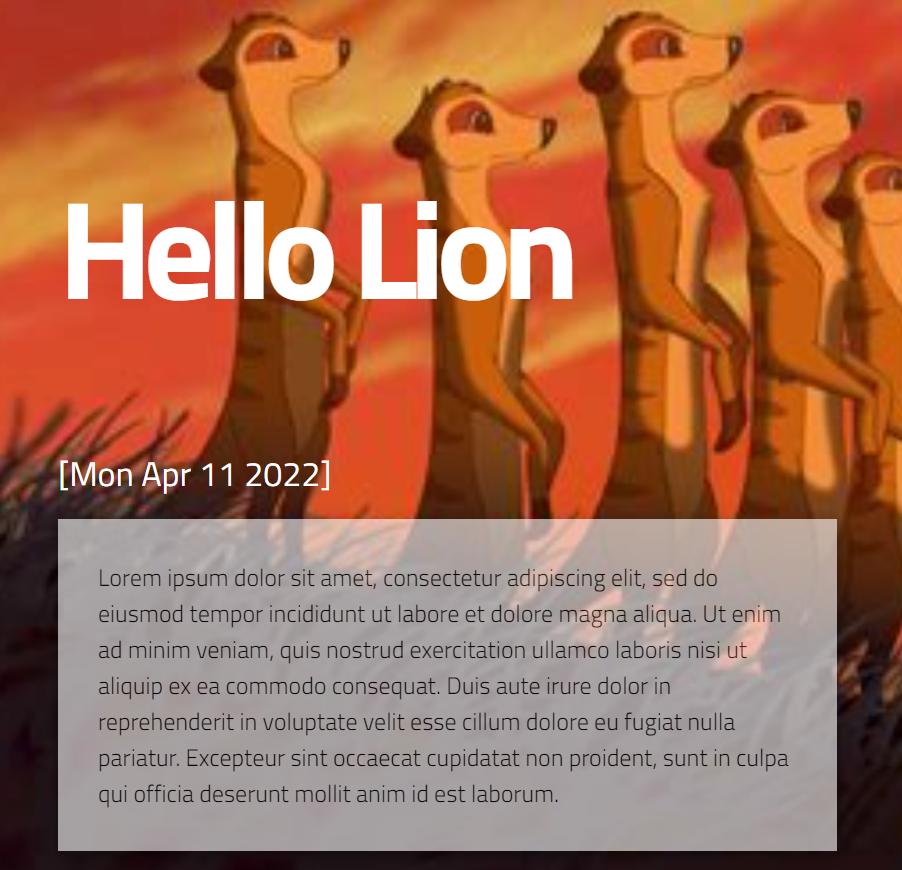 Hello Lion
[Mon Apr 11 2022]
Lorem ipsum dolor sit amet, consectetur adipiscing elit, sed do
eiusmod tempor incididunt ut labore et dolore magna aliqua. Ut enim
ad minim veniam, quis nostrud exercitation ullamco laboris nisi ut
aliquip ex ea commodo consequat. Duis aute irure dolor in
reprehenderit in voluptate velit esse cillum dolore eu fugiat nulla
pariatur. Excepteur sint occaecat cupidatat non proident, sunt in culpa
qui officia deserunt mollit anim id est laborum.